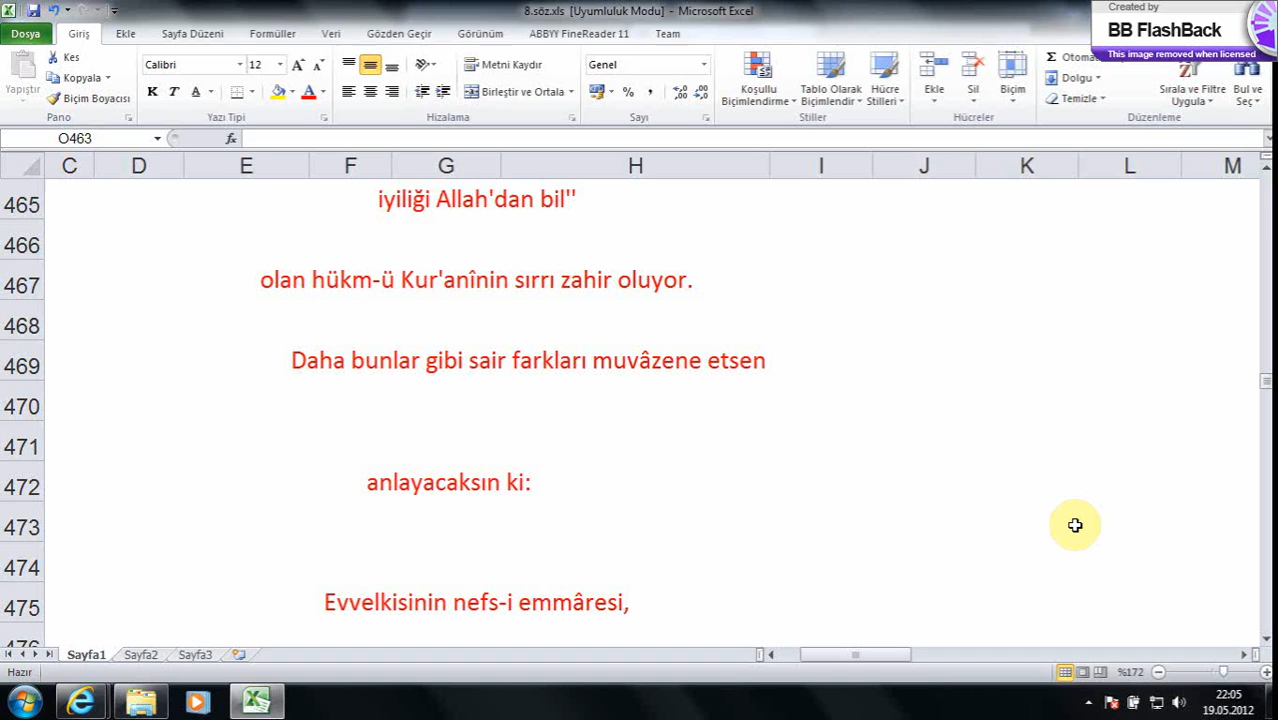 8.söz.xls [Uyumluluk Modu] - Microsoft Excel
Created by
BB FlashBack
This image removed when licensed
Dosya Giriş Ekle Sayfa Düzeni Formüller Veri Gözden Geçir Görünüm ABBYY FineReader 11 Team
Yapıştır
Kes
Kopyala
Biçim Boyacısı
Pano
Calibri 12
K T A
Yazı Tipi
Metni Kaydır
Birleştir ve Ortala
Hizalama
Genel
%
Sayı
Koşullu Biçimlendirme
Tablo Olarak Biçimlendir
Hücre Stilleri
Stiller
Ekle Sil Biçim
Hücreler
Σ Otoma
Dolgu
Temizle
Sırala ve Filtre Uygula
Bul ve Seç
Düzenleme
O463
fx
C D E F G H I J K L M
465 iyiliği Allah'dan bil"
466
467 olan hükm-ü Kur'anînin sırrı zahir oluyor.
468
469 Daha bunlar gibi sair farkları muvâzene etsen
470
471
472 anlayacaksın ki:
473
474
475 Evvelkisinin nefs-i emmâresi,
476
Sayfa1 Sayfa2 Sayfa3
Hazır
%172
22:05
19.05.2012